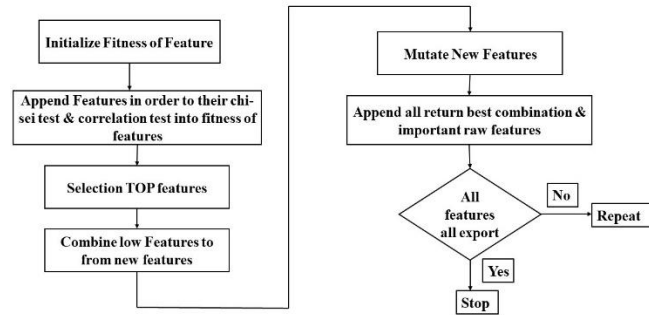 Initialize Fitness of Feature
Append Features in order to their chi-
sei test & correlation test into fitness of
features
Selection TOP features
Combine low Features to
from new features
Mutate New Features
Append all return best combination &
important raw features
All
features
all export
No
Repeat
Yes
Stop